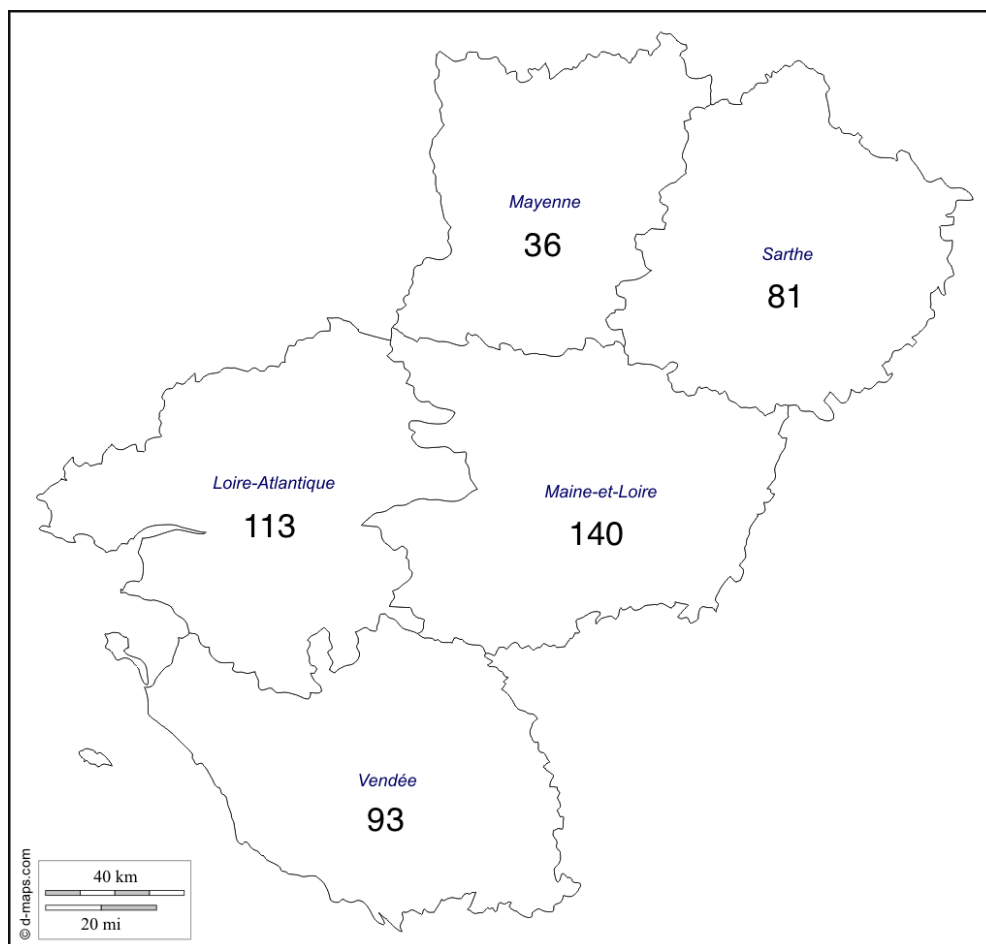 Mayenne
36
Sarthe
81
Loire-Atlantique
113
Maine-et-Loire
140
Vendée
93
© d-maps.com
40 km
20 mi